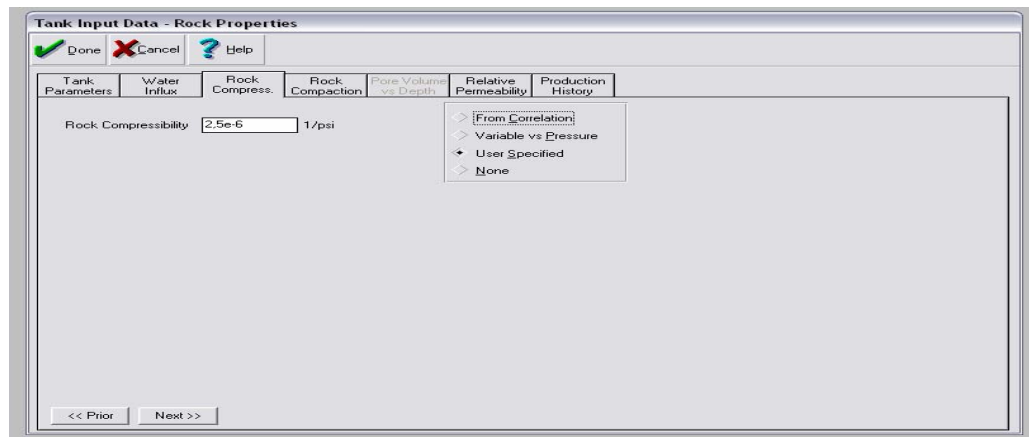 Tank Input Data - Rock Properties
Done Cancel Help
Tank Parameters
Water Influx
Rock Compress.
Rock Compaction
Pore Volume vs Depth
Relative Permeability
Production History
Rock Compressibility 2,5e-6 1/psi
From Correlation
Variable vs Pressure
User Specified
None
<< Prior Next >>